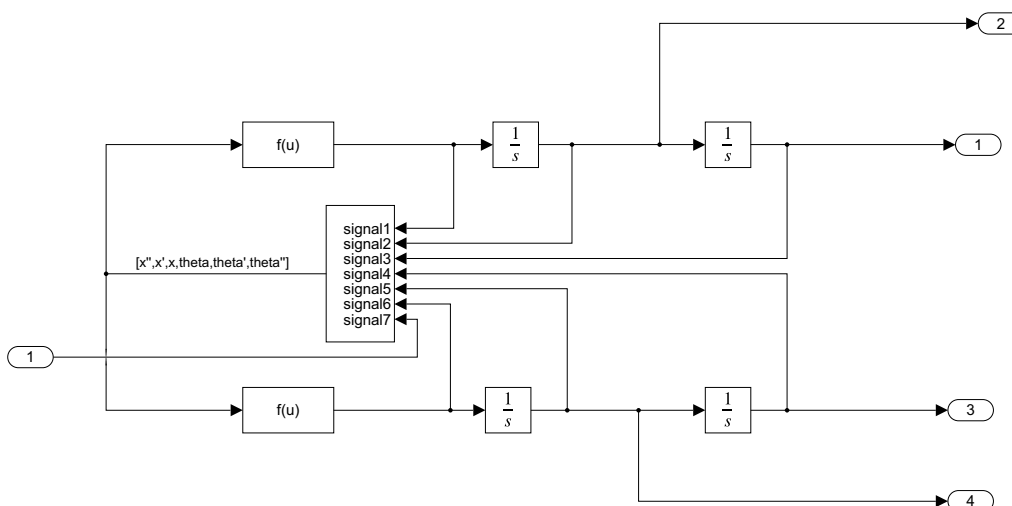 2
f(u)
1
s
1
s
1
signal1
signal2
signal3
signal4
signal5
signal6
signal7
[x",x',x,theta,theta',theta"]
1
f(u)
1
s
1
s
3
4